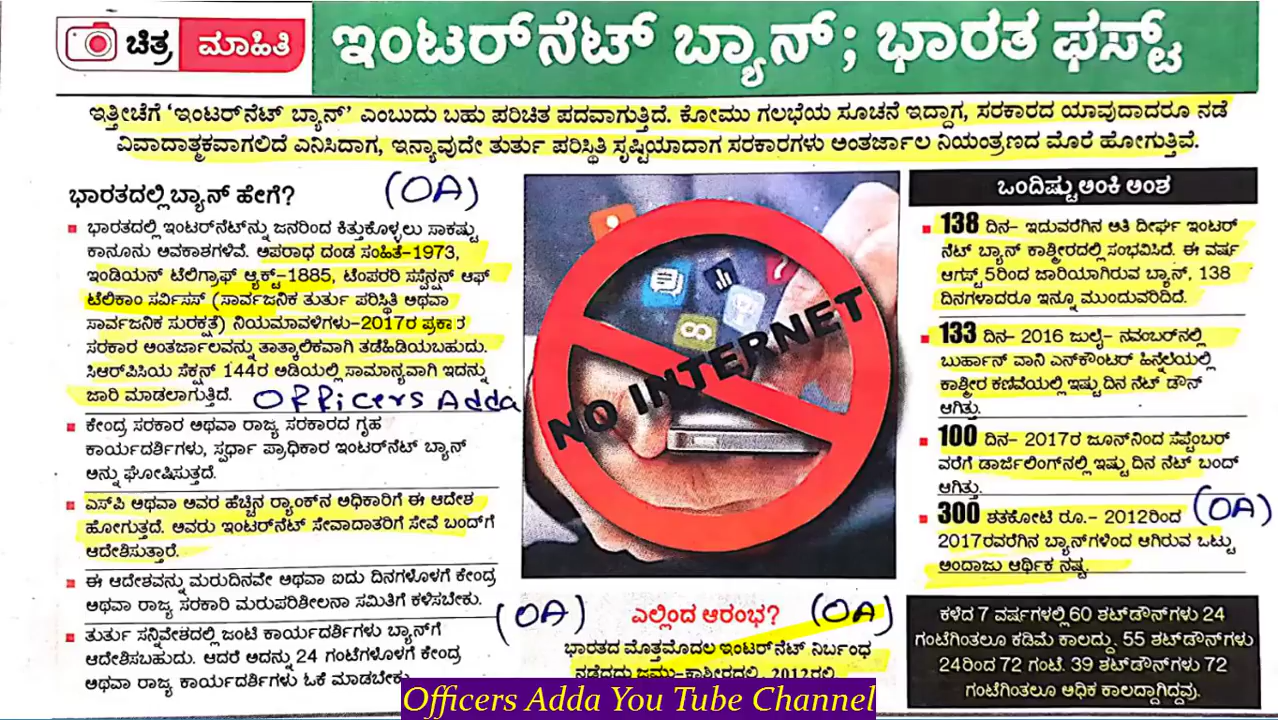 ಚಿತ್ರ ಮಾಹಿತಿ
ಇಂಟರ್‌ನೆಟ್ ಬ್ಯಾನ್; ಭಾರತ ಫಸ್ಟ್
ಇತ್ತೀಚೆಗೆ ‘ಇಂಟರ್‌ನೆಟ್ ಬ್ಯಾನ್’ ಎಂಬುದು ಬಹು ಪರಿಚಿತ ಪದವಾಗುತ್ತಿದೆ. ಕೋಮು ಗಲಭೆಯ ಸೂಚನೆ ಇದ್ದಾಗ, ಸರಕಾರದ ಯಾವುದಾದರೂ ನಡೆ
ವಿವಾದಾತ್ಮಕವಾಗಲಿದೆ ಎನಿಸಿದಾಗ, ಇನ್ಯಾವುದೇ ತುರ್ತು ಪರಿಸ್ಥಿತಿ ಸೃಷ್ಟಿಯಾದಾಗ ಸರಕಾರಗಳು ಅಂತರ್ಜಾಲ ನಿಯಂತ್ರಣದ ಮೊರೆ ಹೋಗುತ್ತಿವೆ.
ಭಾರತದಲ್ಲಿ ಬ್ಯಾನ್ ಹೇಗೆ? (OA)
ಭಾರತದಲ್ಲಿ ಇಂಟರ್‌ನೆಟ್ಟನ್ನು ಜನರಿಂದ ಕಿತ್ತುಕೊಳ್ಳಲು ಸಾಕಷ್ಟು
ಕಾನೂನು ಅವಕಾಶಗಳಿವೆ. ಅಪರಾಧ ದಂಡ ಸಂಹಿತೆ-1973,
ಇಂಡಿಯನ್ ಟೆಲಿಗ್ರಾಫ್ ಆ್ಯಕ್ಟ್-1885, ಟೆಂಪರರಿ ಸಸ್ಪೆನ್ಷನ್ ಆಫ್
ಟೆಲಿಕಾಂ ಸರ್ವಿಸಸ್ (ಸಾರ್ವಜನಿಕ ತುರ್ತು ಪರಿಸ್ಥಿತಿ ಅಥವಾ
ಸಾರ್ವಜನಿಕ ಸುರಕ್ಷತೆ) ನಿಯಮಾವಳಿಗಳು-2017ರ ಪ್ರಕಾರ
ಸರಕಾರ ಅಂತರ್ಜಾಲವನ್ನು ತಾತ್ಕಾಲಿಕವಾಗಿ ತಡೆಹಿಡಿಯಬಹುದು.
ಸಿಆರ್‌ಪಿಸಿಯ ಸೆಕ್ಷನ್ 144ರ ಅಡಿಯಲ್ಲಿ ಸಾಮಾನ್ಯವಾಗಿ ಇದನ್ನು
ಜಾರಿ ಮಾಡಲಾಗುತ್ತಿದೆ. Officers Adda
ಕೇಂದ್ರ ಸರಕಾರ ಅಥವಾ ರಾಜ್ಯ ಸರಕಾರದ ಗೃಹ
ಕಾರ್ಯದರ್ಶಿಗಳು, ಸ್ಪರ್ಧಾ ಪ್ರಾಧಿಕಾರ ಇಂಟರ್‌ನೆಟ್ ಬ್ಯಾನ್
ಅನ್ನು ಘೋಷಿಸುತ್ತದೆ.
ಎಸ್‌ಪಿ ಅಥವಾ ಅವರ ಹೆಚ್ಚಿನ ರ‍್ಯಾಂಕ್‌ನ ಅಧಿಕಾರಿಗೆ ಈ ಆದೇಶ
ಹೋಗುತ್ತದೆ. ಅವರು ಇಂಟರ್‌ನೆಟ್ ಸೇವಾದಾತರಿಗೆ ಸೇವೆ ಬಂದ್‌ಗೆ
ಆದೇಶಿಸುತ್ತಾರೆ.
ಈ ಆದೇಶವನ್ನು ಮರುದಿನವೇ ಅಥವಾ ಐದು ದಿನಗಳೊಳಗೆ ಕೇಂದ್ರ
ಅಥವಾ ರಾಜ್ಯ ಸರಕಾರಿ ಮರುಪರಿಶೀಲನಾ ಸಮಿತಿಗೆ ಕಳಿಸಬೇಕು.
ತುರ್ತು ಸನ್ನಿವೇಶದಲ್ಲಿ ಜಂಟಿ ಕಾರ್ಯದರ್ಶಿಗಳು ಬ್ಯಾನ್‌ಗೆ
ಆದೇಶಿಸಬಹುದು. ಆದರೆ ಅದನ್ನು 24 ಗಂಟೆಗಳೊಳಗೆ ಕೇಂದ್ರ
ಅಥವಾ ರಾಜ್ಯ ಕಾರ್ಯದರ್ಶಿಗಳು ಓಕೆ ಮಾಡಬೇಕು.
(OA)
NO INTERNET
ಎಲ್ಲಿಂದ ಆರಂಭ? (OA)
ಭಾರತದ ಮೊತ್ತಮೊದಲ ಇಂಟರ್‌ನೆಟ್ ನಿರ್ಬಂಧ
ನಡೆದದ್ದು ಜಮ್ಮು-ಕಾಶ್ಮೀರದಲ್ಲಿ, 2012ರಲ್ಲಿ.
ಒಂದಿಷ್ಟು ಅಂಕಿ ಅಂಶ
138 ದಿನ- ಇದುವರೆಗಿನ ಅತಿ ದೀರ್ಘ ಇಂಟರ್
ನೆಟ್ ಬ್ಯಾನ್ ಕಾಶ್ಮೀರದಲ್ಲಿ ಸಂಭವಿಸಿದೆ. ಈ ವರ್ಷ
ಆಗಸ್ಟ್ 5ರಿಂದ ಜಾರಿಯಾಗಿರುವ ಬ್ಯಾನ್, 138
ದಿನಗಳಾದರೂ ಇನ್ನೂ ಮುಂದುವರಿದಿದೆ.
133 ದಿನ- 2016 ಜುಲೈ- ನವಂಬರ್‌ನಲ್ಲಿ
ಬುರ್ಹಾನ್ ವಾನಿ ಎನ್‌ಕೌಂಟರ್ ಹಿನ್ನೆಲೆಯಲ್ಲಿ
ಕಾಶ್ಮೀರ ಕಣಿವೆಯಲ್ಲಿ ಇಷ್ಟು ದಿನ ನೆಟ್ ಡೌನ್
ಆಗಿತ್ತು.
100 ದಿನ- 2017ರ ಜೂನ್‌ನಿಂದ ಸೆಪ್ಟೆಂಬರ್
ವರೆಗೆ ಡಾರ್ಜಿಲಿಂಗ್‌ನಲ್ಲಿ ಇಷ್ಟು ದಿನ ನೆಟ್ ಬಂದ್
ಆಗಿತ್ತು.
300 ಶತಕೋಟಿ ರೂ.- 2012ರಿಂದ (OA)
2017ರವರೆಗಿನ ಬ್ಯಾನ್‌ಗಳಿಂದ ಆಗಿರುವ ಒಟ್ಟು
ಅಂದಾಜು ಆರ್ಥಿಕ ನಷ್ಟ.
ಕಳೆದ 7 ವರ್ಷಗಳಲ್ಲಿ 60 ಶಟ್‌ಡೌನ್‌ಗಳು 24
ಗಂಟೆಗಿಂತಲೂ ಕಡಿಮೆ ಕಾಲದ್ದು. 55 ಶಟ್‌ಡೌನ್‌ಗಳು
24ರಿಂದ 72 ಗಂಟೆ. 39 ಶಟ್‌ಡೌನ್‌ಗಳು 72
ಗಂಟೆಗಿಂತಲೂ ಅಧಿಕ ಕಾಲದ್ದಾಗಿದ್ದವು.
Officers Adda You Tube Channel